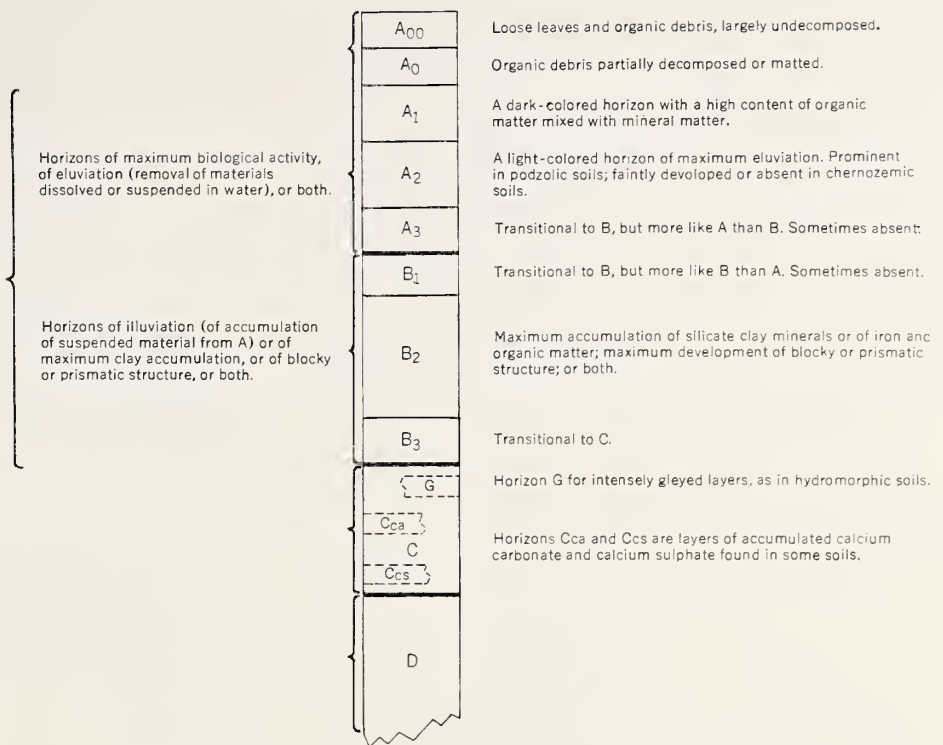 A00
Loose leaves and organic debris, largely undecomposed.
A0
Organic debris partially decomposed or matted.
A1
A dark-colored horizon with a high content of organic
matter mixed with mineral matter.
Horizons of maximum biological activity,
of eluviation (removal of materials
dissolved or suspended in water), or both.
A2
A light-colored horizon of maximum eluviation. Prominent
in podzolic soils; faintly devoloped or absent in chernozemic
soils.
A3
Transitional to B, but more like A than B. Sometimes absent.
B1
Transitional to B, but more like B than A. Sometimes absent.
Horizons of illuviation (of accumulation
of suspended material from A) or of
maximum clay accumulation, or of blocky
or prismatic structure, or both.
B2
Maximum accumulation of silicate clay minerals or of iron and
organic matter; maximum development of blocky or prismatic
structure; or both.
B3
Transitional to C.
G
Horizon G for intensely gleyed layers, as in hydromorphic soils.
Cca
C
Ccs
Horizons Cca and Ccs are layers of accumulated calcium
carbonate and calcium sulphate found in some soils.
D